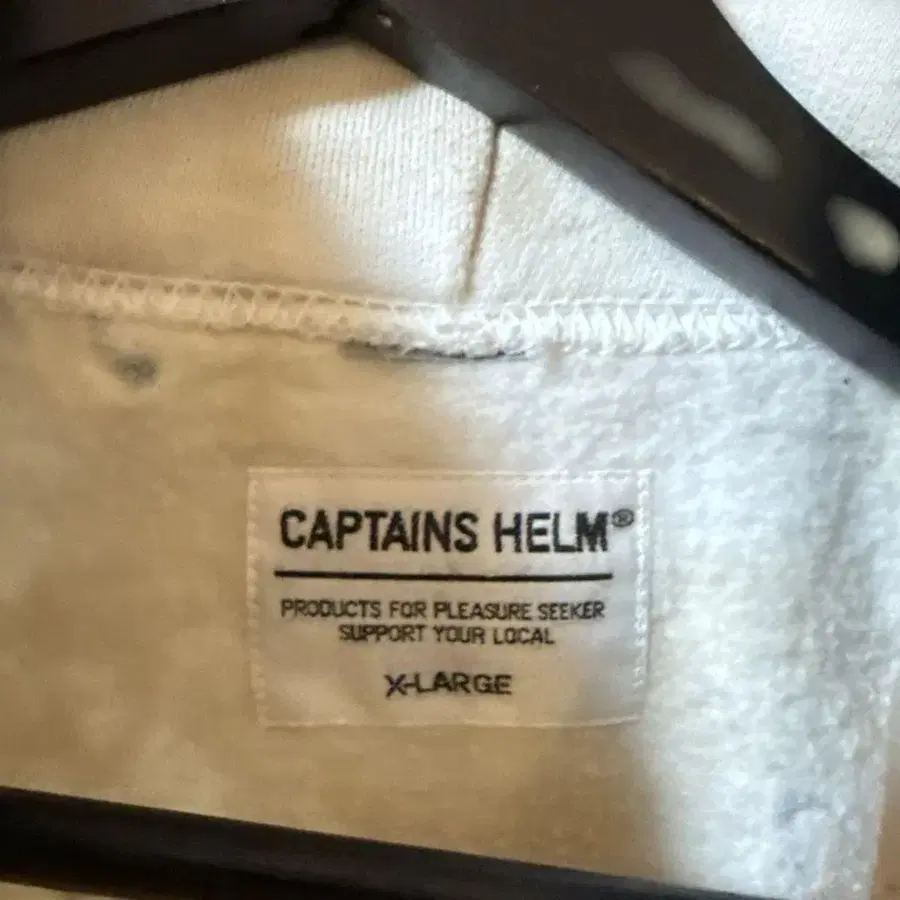 CAPTAINS HELM®
PRODUCTS FOR PLEASURE SEEKER
SUPPORT YOUR LOCAL
X-LARGE